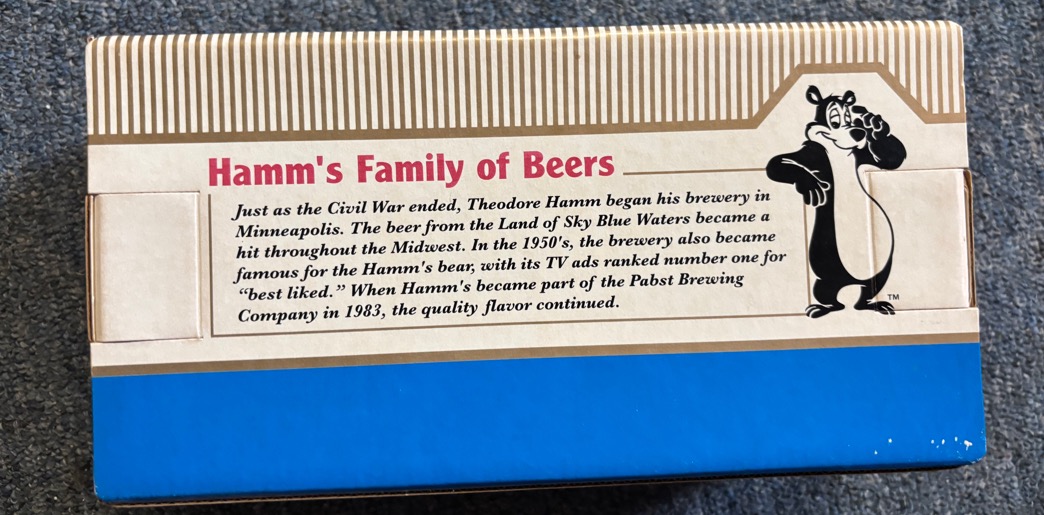 Hamm's Family of Beers
Just as the Civil War ended, Theodore Hamm began his brewery in
Minneapolis. The beer from the Land of Sky Blue Waters became a
hit throughout the Midwest. In the 1950's, the brewery also became
famous for the Hamm's bear, with its TV ads ranked number one for
“best liked.” When Hamm's became part of the Pabst Brewing
Company in 1983, the quality flavor continued.
TM